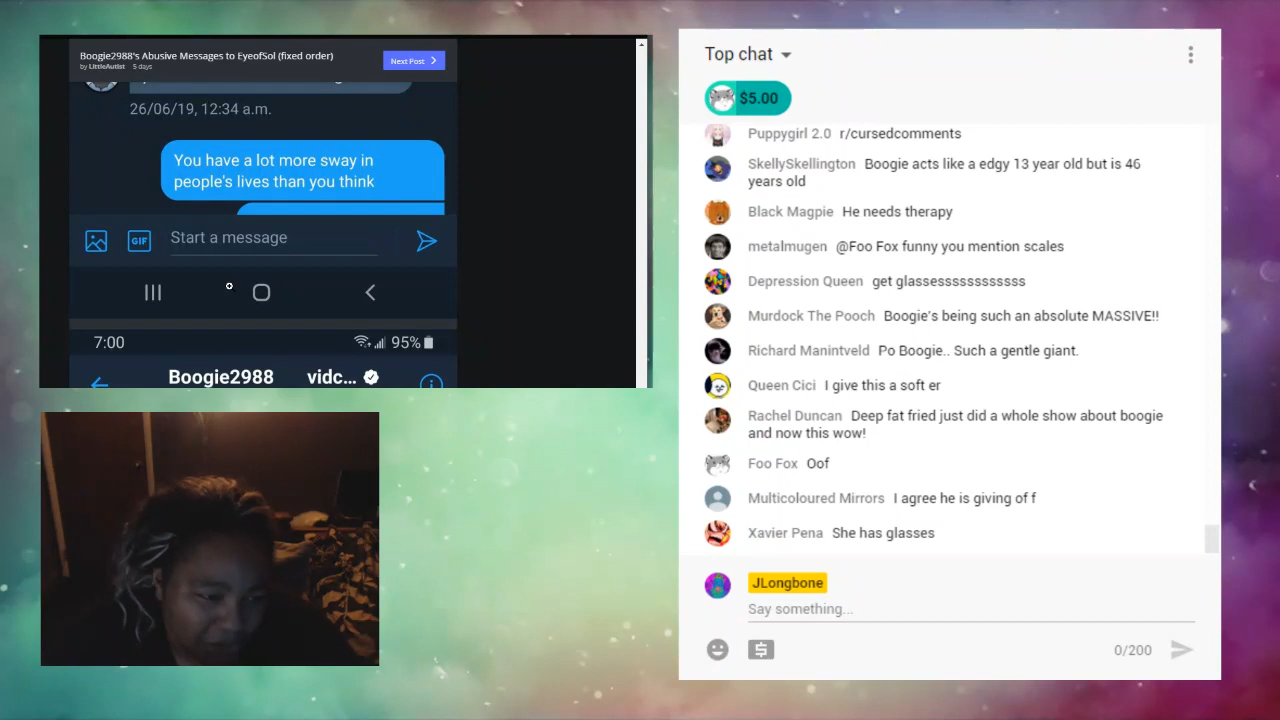 Boogie2988's Abusive Messages to EyeofSol (fixed order)
by LittleAutist 5 days
Next Post
26/06/19, 12:34 a.m.
You have a lot more sway in
people's lives than you think
GIF
Start a message
7:00
95%
Boogie2988 vidc...
Top chat
$5.00
Puppygirl 2.0 r/cursedcomments
SkellySkellington Boogie acts like a edgy 13 year old but is 46
years old
Black Magpie He needs therapy
metalmugen @Foo Fox funny you mention scales
Depression Queen get glassesssssssssss
Murdock The Pooch Boogie's being such an absolute MASSIVE!!
Richard Manintveld Po Boogie.. Such a gentle giant.
Queen Cici I give this a soft er
Rachel Duncan Deep fat fried just did a whole show about boogie
and now this wow!
Foo Fox Oof
Multicoloured Mirrors I agree he is giving of f
Xavier Pena She has glasses
JLongbone
Say something...
0/200